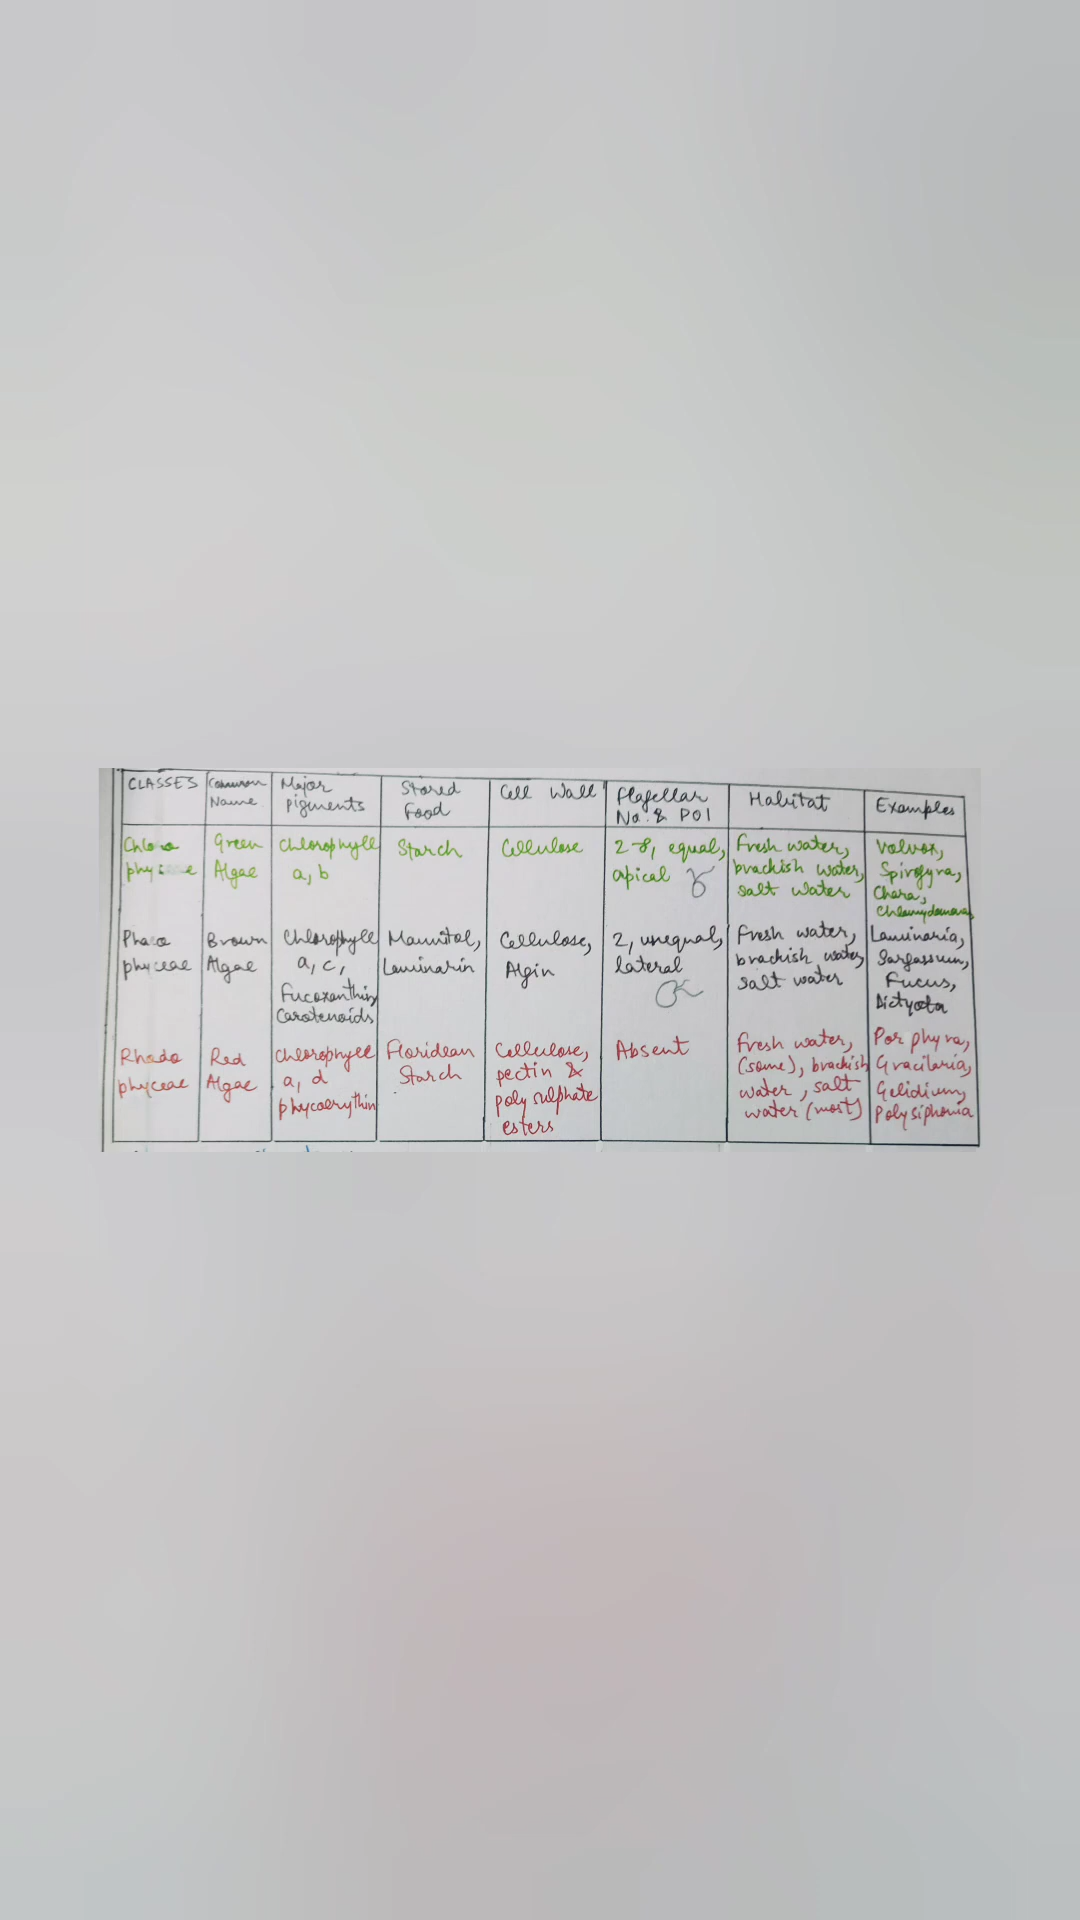 CLASSES
Common
Name
Major
Pigments
Stored
Food
Cell Wall
Flagellar
No. & POI
Habitat
Examples
Chloro
Green
Algae
Chlorophyll
a, b
Starch
Cellulose
2-8, equal,
apical
Fresh water,
brackish water,
salt water
Volvox,
Spirogyra,
Chara,
Chlamydomonas
Phaeo
phyceae
Brown
Algae
Chlorophyll
a, c,
Fucoxanthin,
Carotenoids
Mannitol,
Laminarin
Cellulose,
Algin
2, unequal,
lateral
Fresh water,
brackish water,
salt water
Laminaria,
Sargassum,
Fucus,
Dictyota
Rhodo
phyceae
Red
Algae
Chlorophyll
a, d
phycoerythin
Floridean
Starch
Cellulose,
pectin &
poly sulphate
esters
Absent
Fresh water,
(some), brackish
water, salt
water (most)
Porphyra,
Gracilaria,
Gelidium,
Polysiphonia